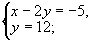 x − 2y = −5,
y = 12;